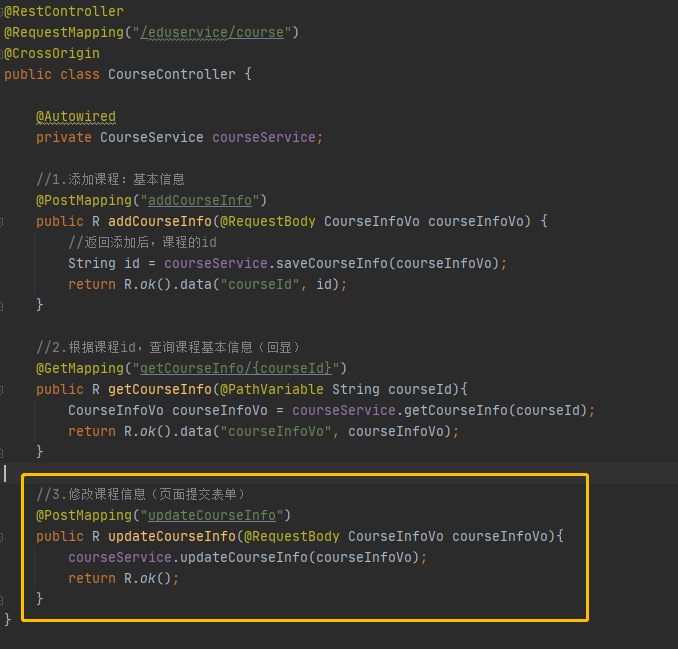 @RestController
@RequestMapping("/eduservice/course")
@CrossOrigin
public class CourseController {
@Autowired
private CourseService courseService;
//1.添加课程：基本信息
@PostMapping("addCourseInfo")
public R addCourseInfo(@RequestBody CourseInfoVo courseInfoVo) {
//返回添加后，课程的id
String id = courseService.saveCourseInfo(courseInfoVo);
return R.ok().data("courseId", id);
}
//2.根据课程id，查询课程基本信息（回显）
@GetMapping("getCourseInfo/{courseId}")
public R getCourseInfo(@PathVariable String courseId){
CourseInfoVo courseInfoVo = courseService.getCourseInfo(courseId);
return R.ok().data("courseInfoVo", courseInfoVo);
}
//3.修改课程信息（页面提交表单）
@PostMapping("updateCourseInfo")
public R updateCourseInfo(@RequestBody CourseInfoVo courseInfoVo){
courseService.updateCourseInfo(courseInfoVo);
return R.ok();
}
}